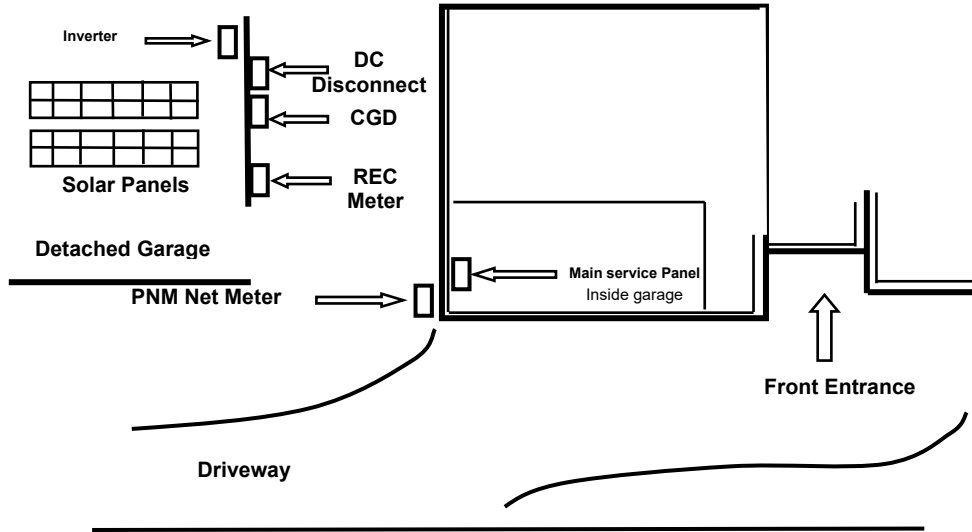 Inverter
DC
Disconnect
CGD
Solar Panels
REC
Meter
Detached Garage
PNM Net Meter
Main service Panel
Inside garage
Front Entrance
Driveway